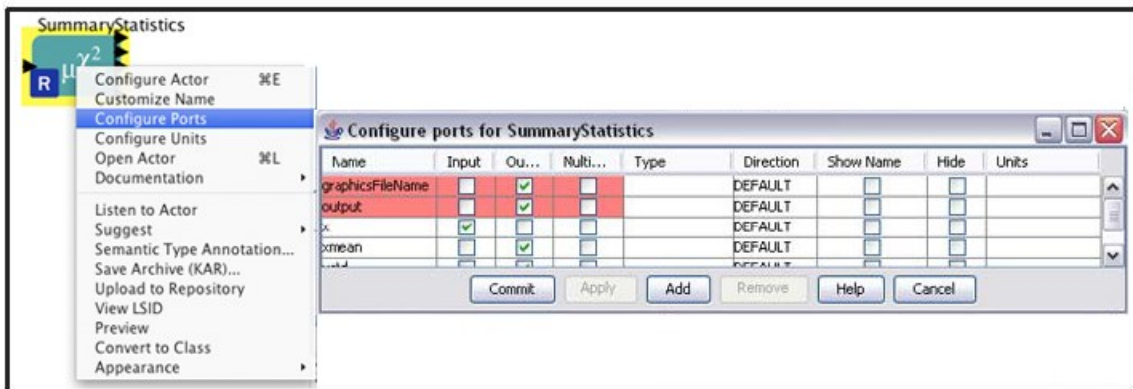 SummaryStatistics
μχ2
R
Configure Actor ⌘E
Customize Name
Configure Ports
Configure Units
Open Actor ⌘L
Documentation
Listen to Actor
Suggest
Semantic Type Annotation...
Save Archive (KAR)...
Upload to Repository
View LSID
Preview
Convert to Class
Appearance
Configure ports for SummaryStatistics
Name Input Ou... Multi... Type Direction Show Name Hide Units
graphicsFileName DEFAULT
output DEFAULT
x DEFAULT
xmean DEFAULT
DEFAULT
Commit Apply Add Remove Help Cancel